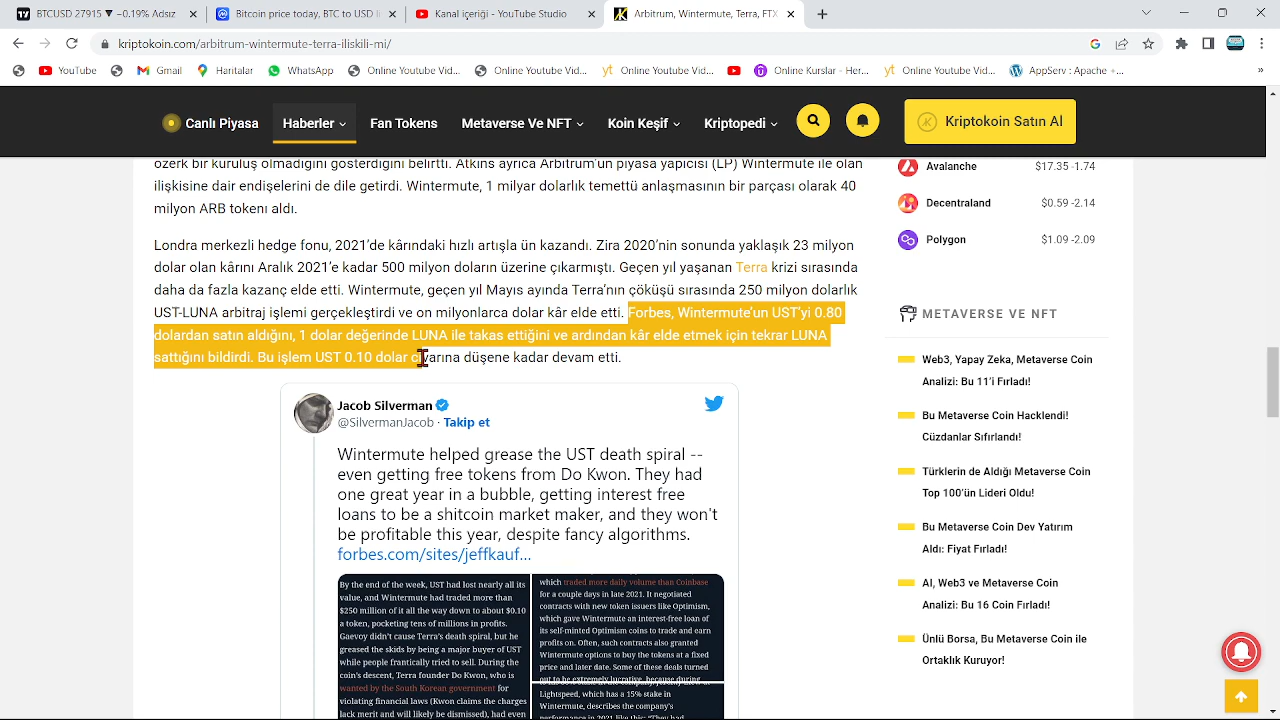 BTCUSD 27911 ▼ −0.19% Adsız
Bitcoin price today, BTC to USD li
Kanal içerikleri - YouTube Studio
Arbitrum, Wintermute, Terra, FTX
kriptokoin.com/arbitrum-wintermute-terra-iliskili-mi/
YouTube
Gmail
Haritalar
WhatsApp
Online Youtube Vid...
Online Youtube Vid...
Online Kurslar - Her...
Online Youtube Vid...
AppServ : Apache +...
»
Canlı Piyasa
Haberler
Fan Tokens
Metaverse Ve NFT
Koin Keşif
Kriptopedi
Kriptokoin Satın Al
özerk bir kuruluş olmadığını gösterdiğini belirtti. Atkins ayrıca Arbitrum'un piyasa yapıcısı (LP) Wintermute ile olan
ilişkisine dair endişelerini dile getirdi. Wintermute, 1 milyar dolarlık temettü anlaşmasının bir parçası olarak 40
milyon ARB tokenı aldı.
Londra merkezli hedge fonu, 2021'de kârındaki hızlı artışla ün kazandı. Zira 2020'nin sonunda yaklaşık 23 milyon
dolar olan kârını Aralık 2021'e kadar 500 milyon doların üzerine çıkarmıştı. Geçen yıl yaşanan Terra krizi sırasında
daha da fazla kazanç elde etti. Wintermute, geçen yıl Mayıs ayında Terra'nın çöküşü sırasında 250 milyon dolarlık
UST-LUNA arbitraj işlemi gerçekleştirdi ve on milyonlarca dolar kâr elde etti. Forbes, Wintermute'un UST'yi 0.80
dolardan satın aldığını, 1 dolar değerinde LUNA ile takas ettiğini ve ardından kâr elde etmek için tekrar LUNA
sattığını bildirdi. Bu işlem UST 0.10 dolar civarına düşene kadar devam etti.
Jacob Silverman
@SilvermanJacob · Takip et
Wintermute helped grease the UST death spiral --
even getting free tokens from Do Kwon. They had
one great year in a bubble, getting interest free
loans to be a shitcoin market maker, and they won't
be profitable this year, despite fancy algorithms.
forbes.com/sites/jeffkauf...
By the end of the week, UST had lost nearly all its
value, and Wintermute had traded more than
$250 million of it all the way down to about $0.10
a token, pocketing tens of millions in profits.
Gaevoy didn't cause Terra's death spiral, but he
greased the skids by being a major buyer of UST
while people frantically tried to sell. During the
coin's descent, Terra founder Do Kwon, who is
wanted by the South Korean government for
violating financial laws (Kwon claims the charges
lack merit and will likely be dismissed), had even
which traded more daily volume than Coinbase
for a couple days in late 2021. It negotiated
contracts with new token issuers like Optimism,
which gave Wintermute an interest-free loan of
its self-minted Optimism coins to trade and earn
profits on. Often, such contracts also granted
Wintermute options to buy the tokens at a fixed
price and later date. Some of these deals turned
out to be extremely lucrative, because during
Lightspeed, which has a 15% stake in
Wintermute, describes the company's
performance in 2021 like this: "They had
Avalanche $17.35 -1.74
Decentraland $0.59 -2.14
Polygon $1.09 -2.09
METAVERSE VE NFT
Web3, Yapay Zeka, Metaverse Coin
Analizi: Bu 11'i Fırladı!
Bu Metaverse Coin Hacklendi!
Cüzdanlar Sıfırlandı!
Türklerin de Aldığı Metaverse Coin
Top 100'ün Lideri Oldu!
Bu Metaverse Coin Dev Yatırım
Aldı: Fiyat Fırladı!
AI, Web3 ve Metaverse Coin
Analizi: Bu 16 Coin Fırladı!
Ünlü Borsa, Bu Metaverse Coin ile
Ortaklık Kuruyor!